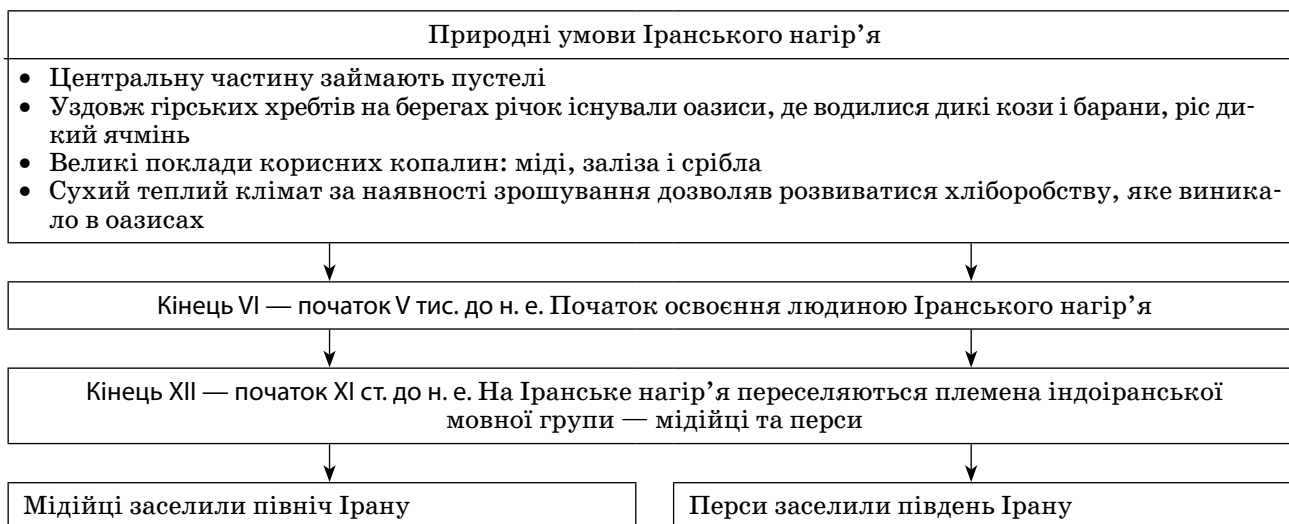 Природні умови Іранського нагір’я
• Центральну частину займають пустелі
• Уздовж гірських хребтів на берегах річок існували оазиси, де водилися дикі кози і барани, ріс ди-
кий ячмінь
• Великі поклади корисних копалин: міді, заліза і срібла
• Сухий теплий клімат за наявності зрошування дозволяв розвиватися хліборобству, яке виника-
ло в оазисах
Кінець VI — початок V тис. до н. е. Початок освоєння людиною Іранського нагір’я
Кінець XII — початок XI ст. до н. е. На Іранське нагір’я переселяються племена індоіранської
мовної групи — мідійці та перси
Мідійці заселили північ Ірану
Перси заселили південь Ірану